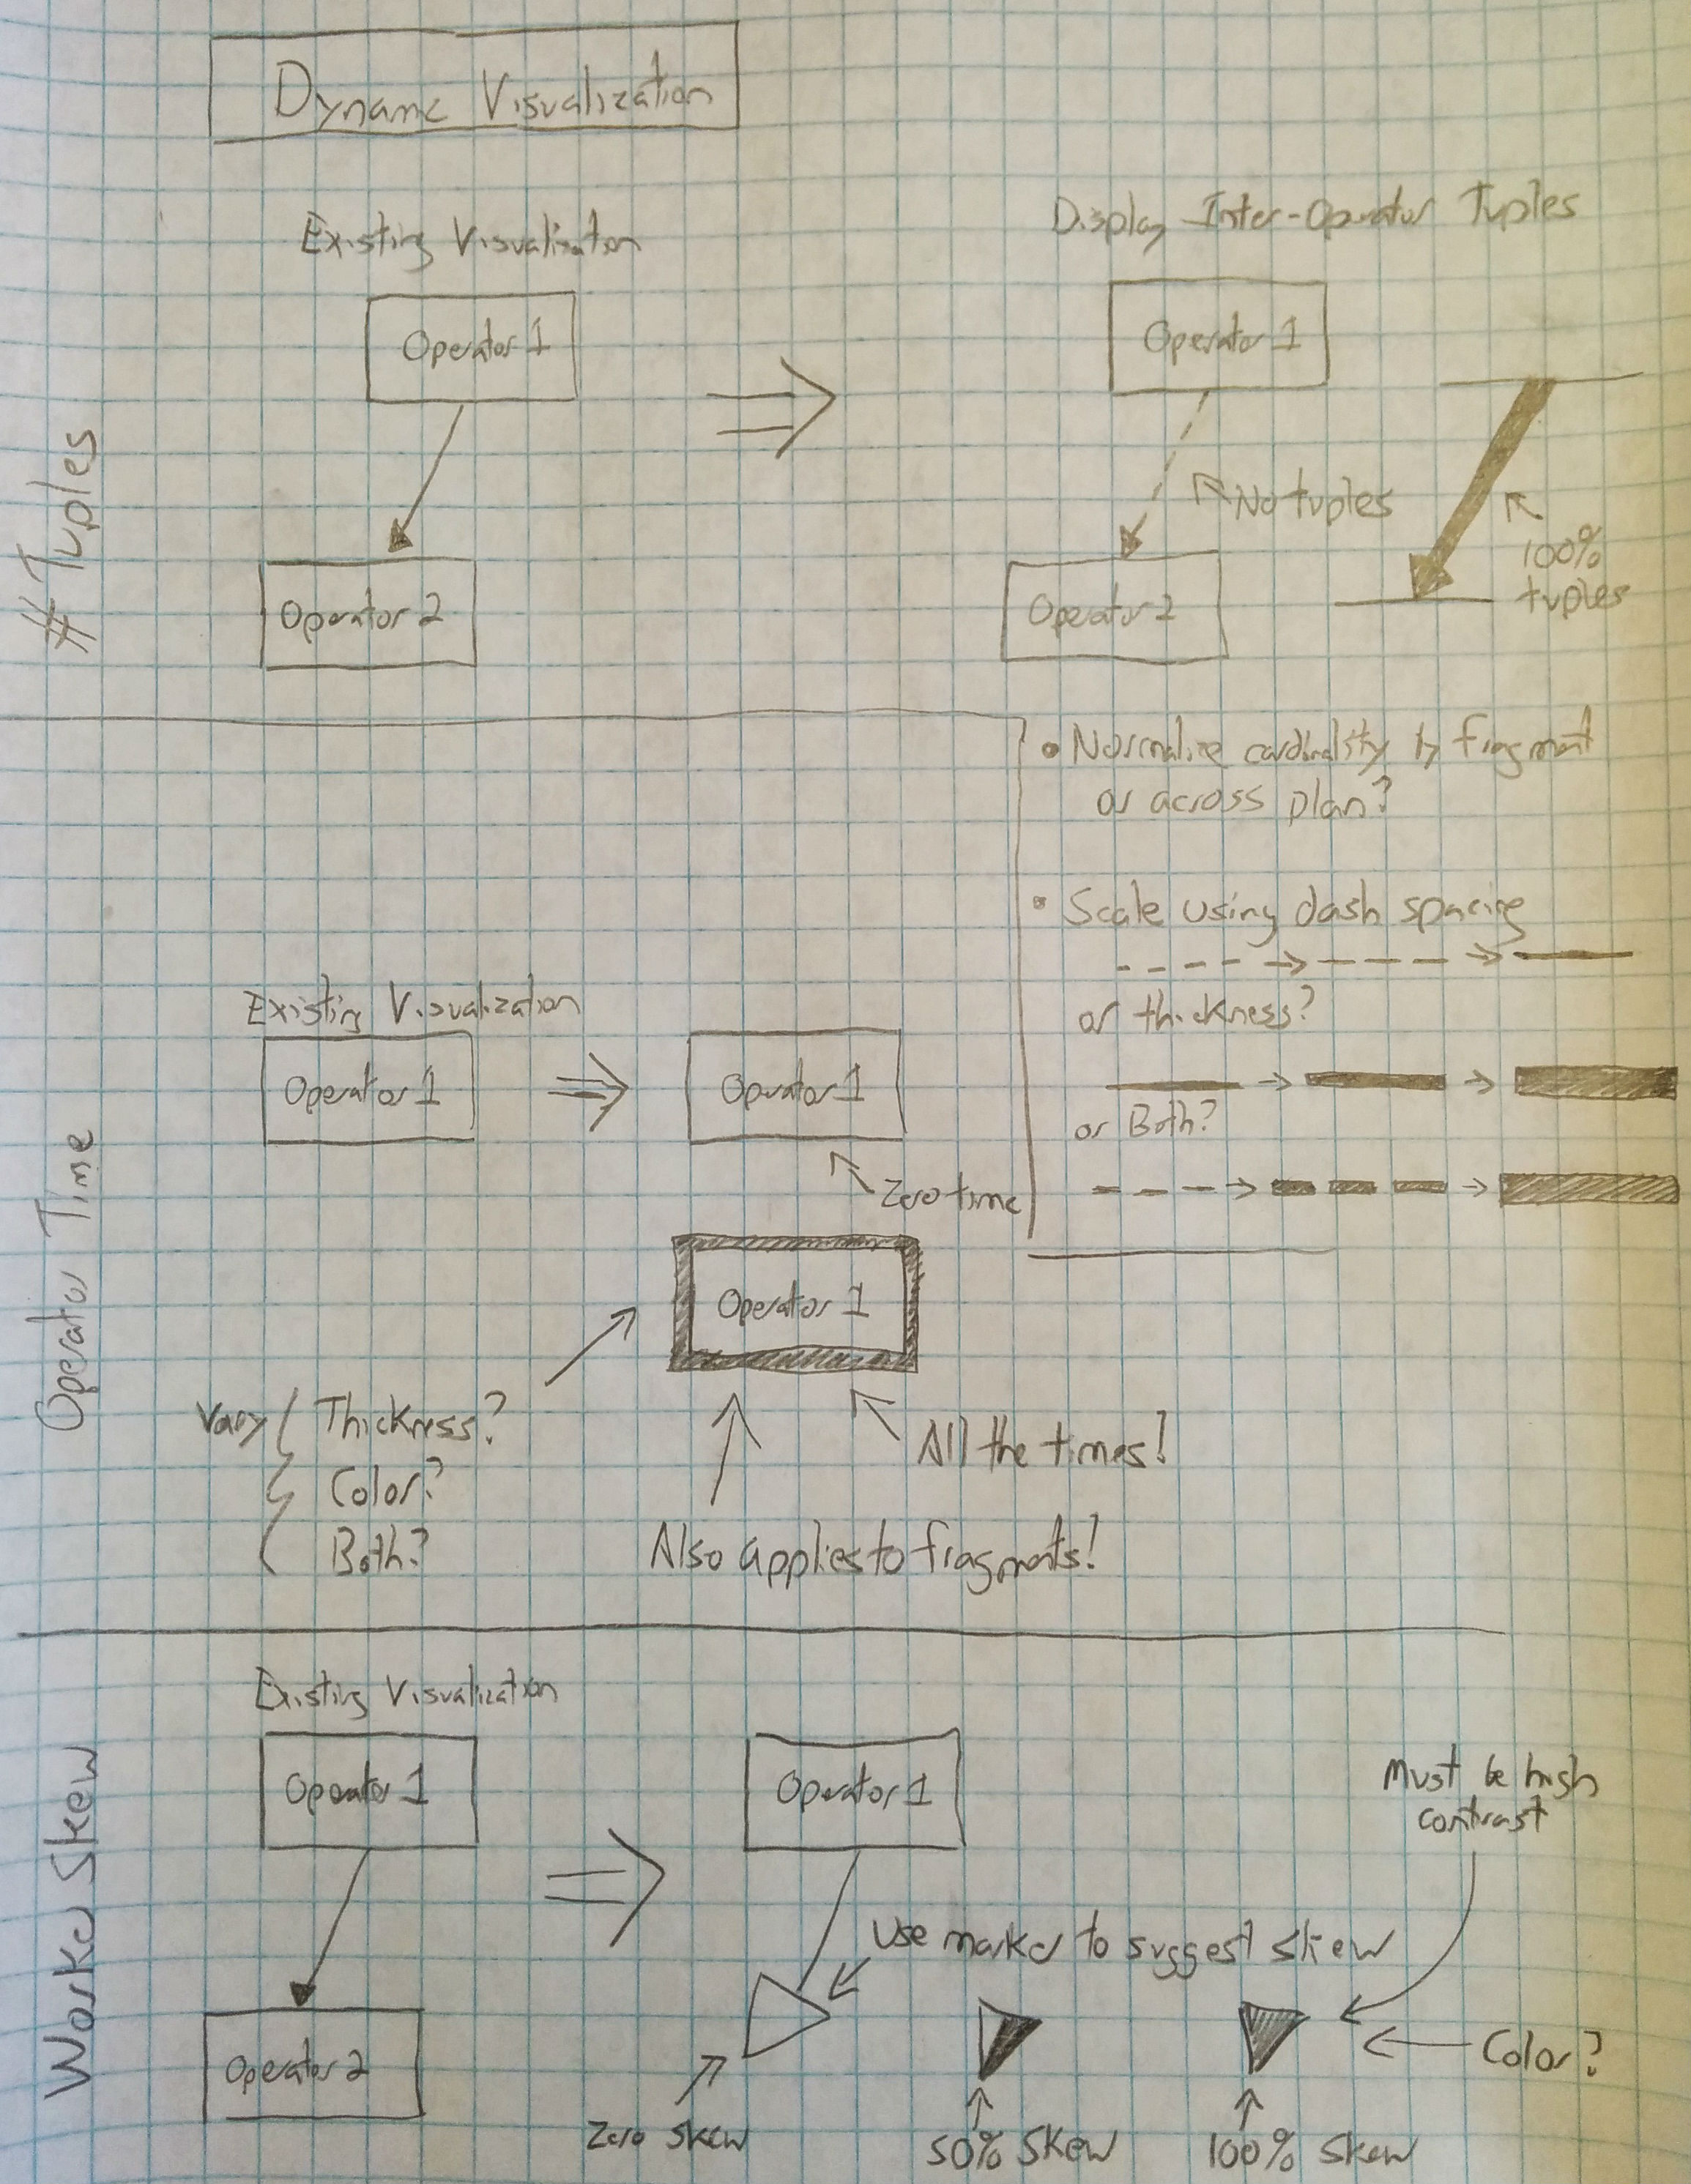 Dynamic Visualization
# Tuples
Existing Visualization
Operator 1
Operator 2
Display Inter-Operator Tuples
Operator 1
No tuples
Operator 2
100%
tuples
• Normalize cardinality by fragment
or across plan?
• Scale using dash spacing
or thickness?
or Both?
Operator Time
Existing Visualization
Operator 1
Operator 1
Zero time
Operator 1
Vary
Thickness?
Color?
Both?
All the times!
Also applies to fragments!
Worker Skew
Existing Visualization
Operator 1
Operator 2
Operator 1
Must be high
contrast
Use marker to suggest skew
Color?
Zero skew
50% skew
100% skew